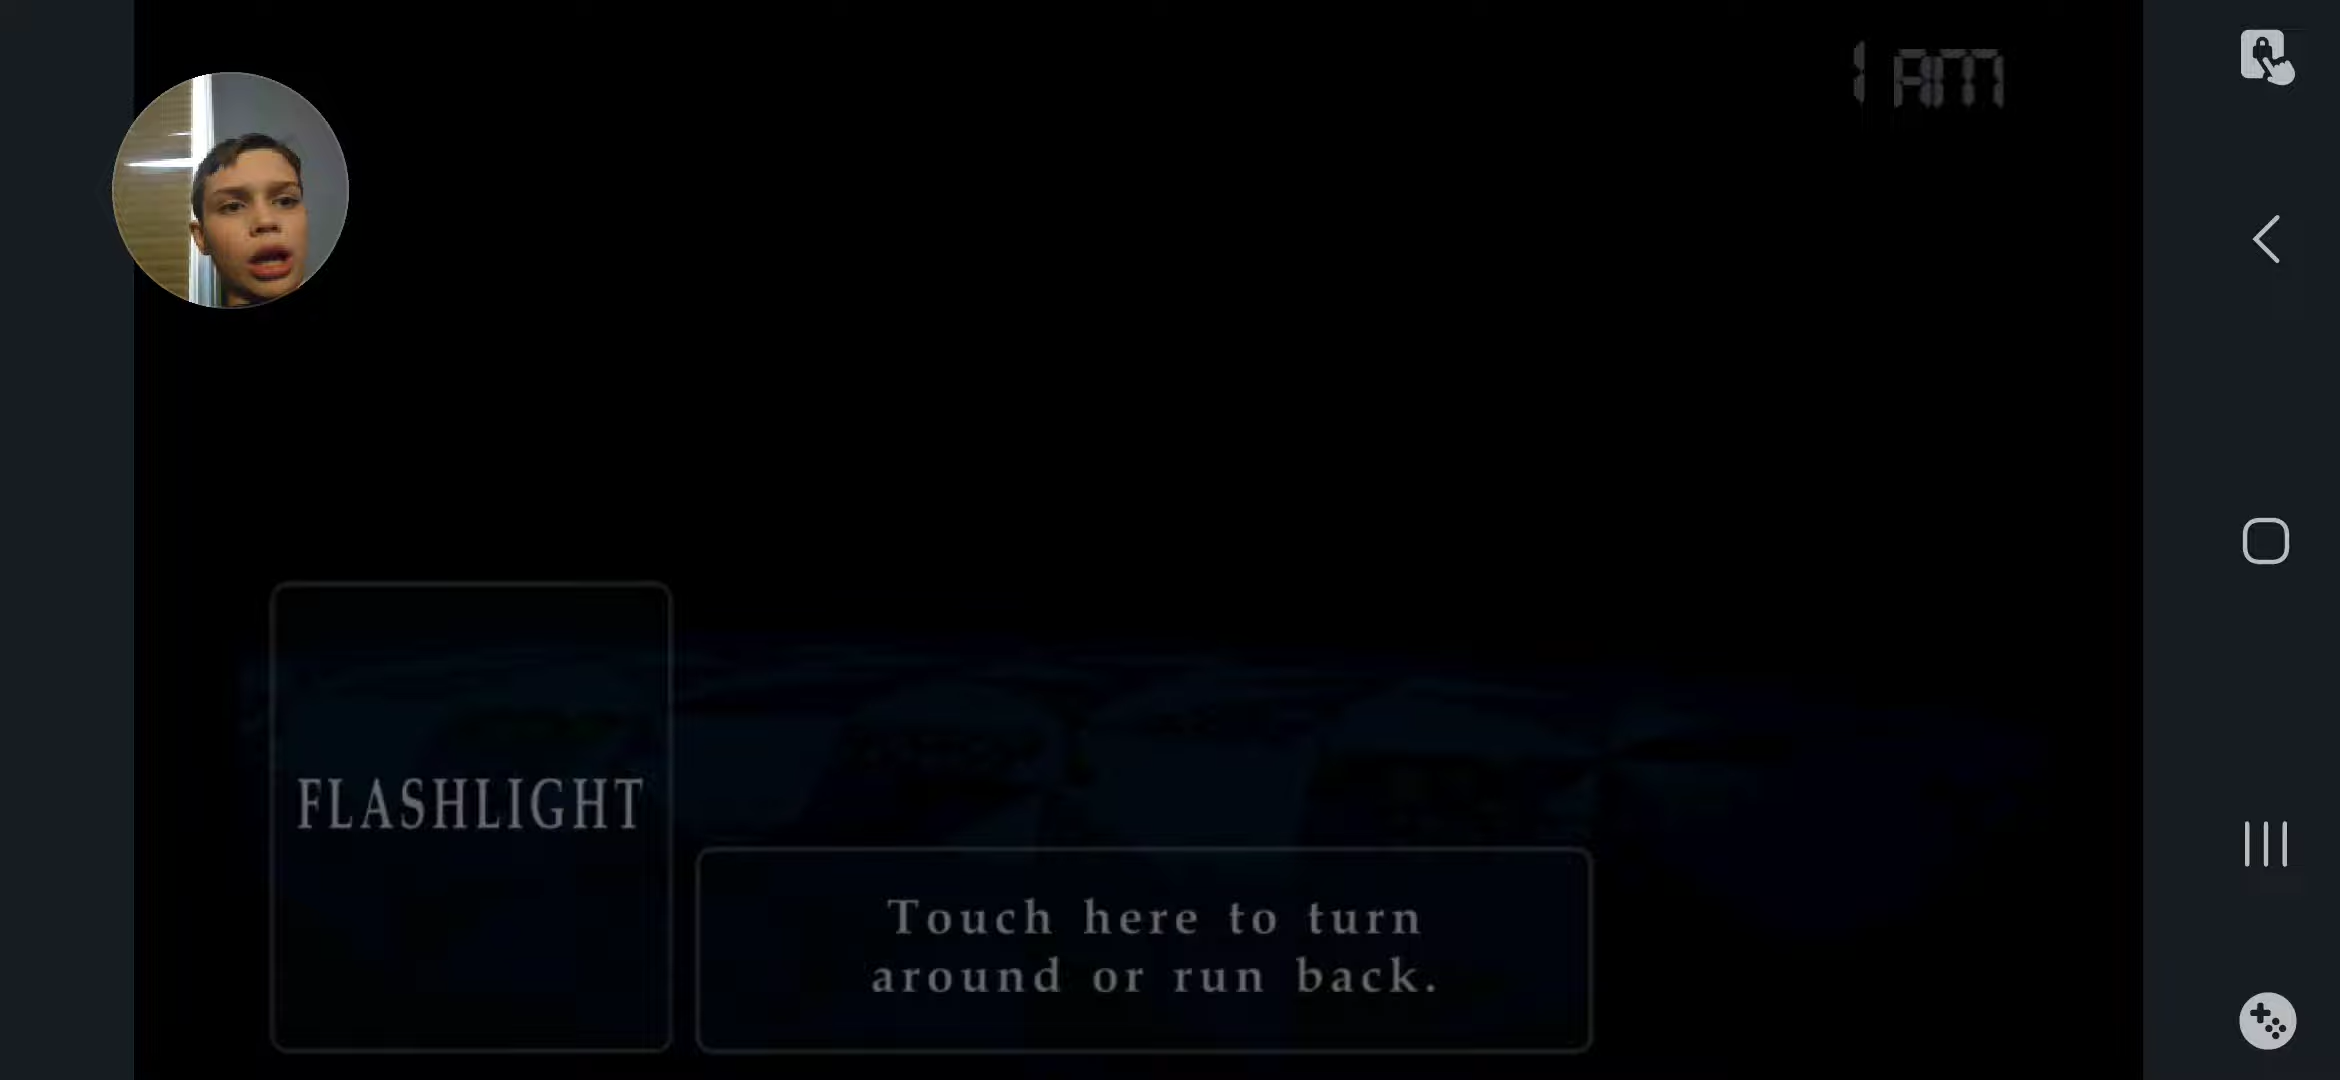 1 AM
FLASHLIGHT
Touch here to turn
around or run back.